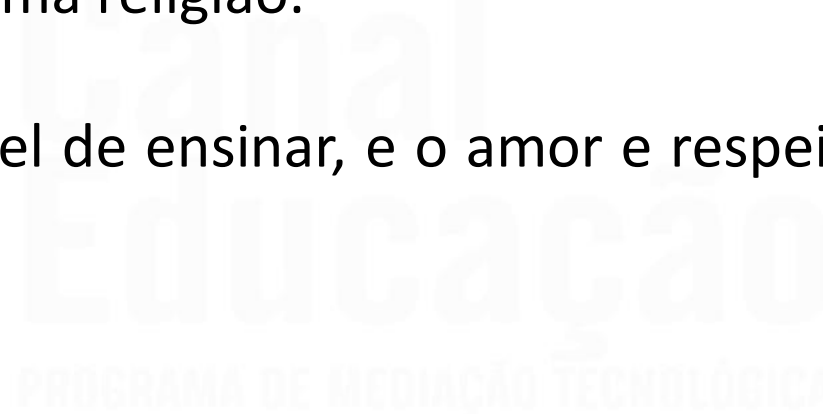 ma religião.
Canal
el de ensinar, e o amor e respei
Educação
PROGRAMA DE MEDIAÇÃO TECNOLÓGICA